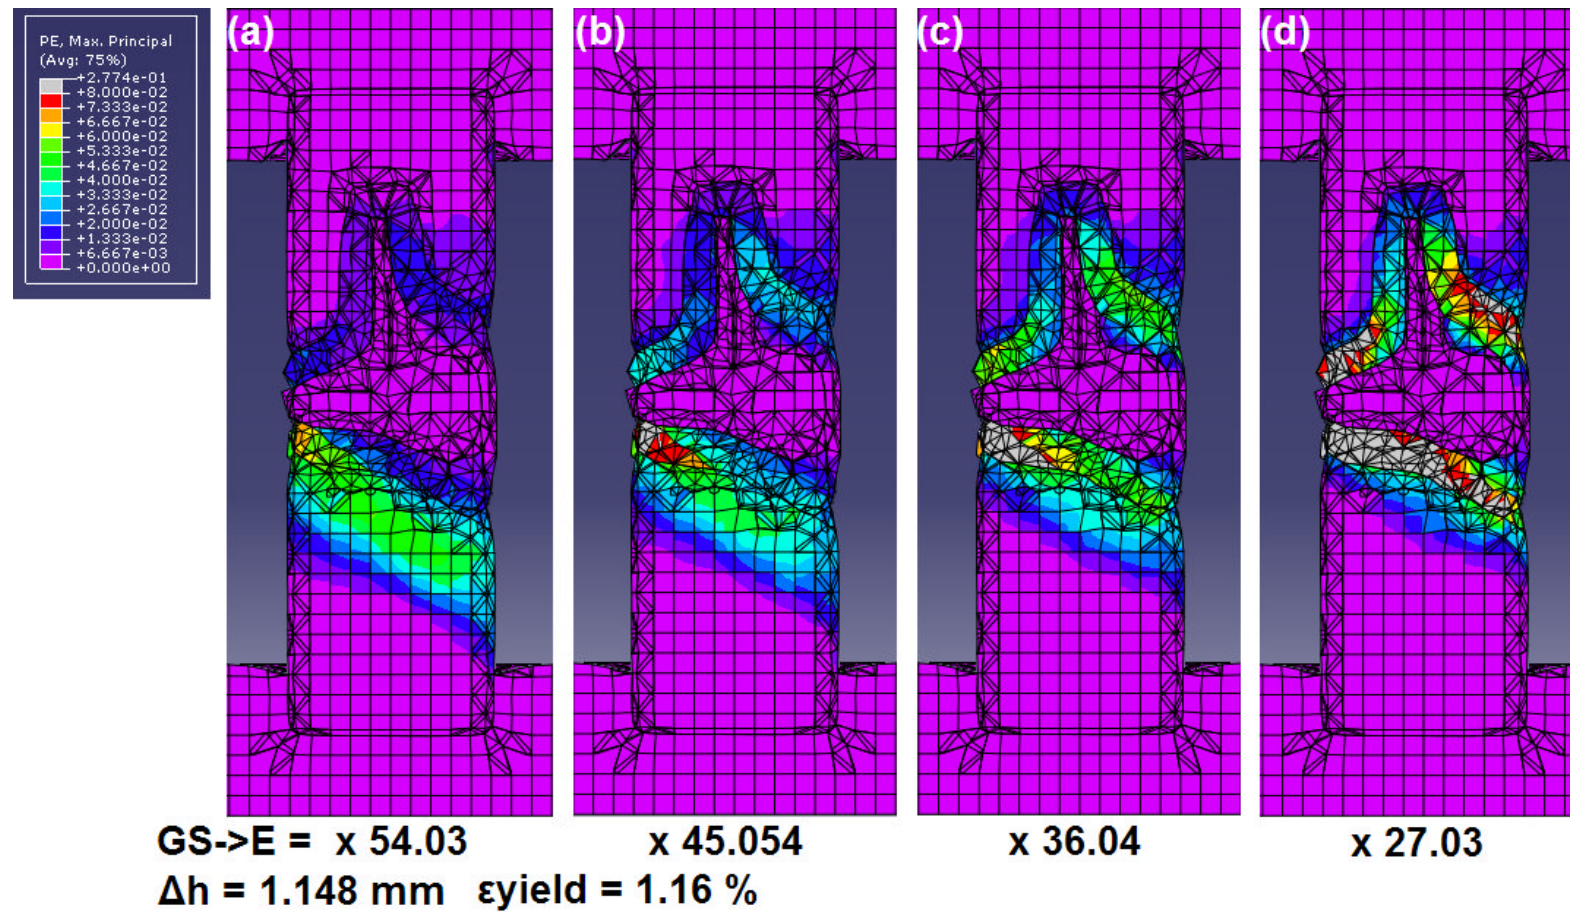 PE, Max. Principal
(Avg: 75%)
+2.774e-01
+8.000e-02
+7.333e-02
+6.667e-02
+6.000e-02
+5.333e-02
+4.667e-02
+4.000e-02
+3.333e-02
+2.667e-02
+2.000e-02
+1.333e-02
+6.667e-03
+0.000e+00
(a) (b) (c) (d)
GS->E = x 54.03 x 45.054 x 36.04 x 27.03
Δh = 1.148 mm εyield = 1.16 %